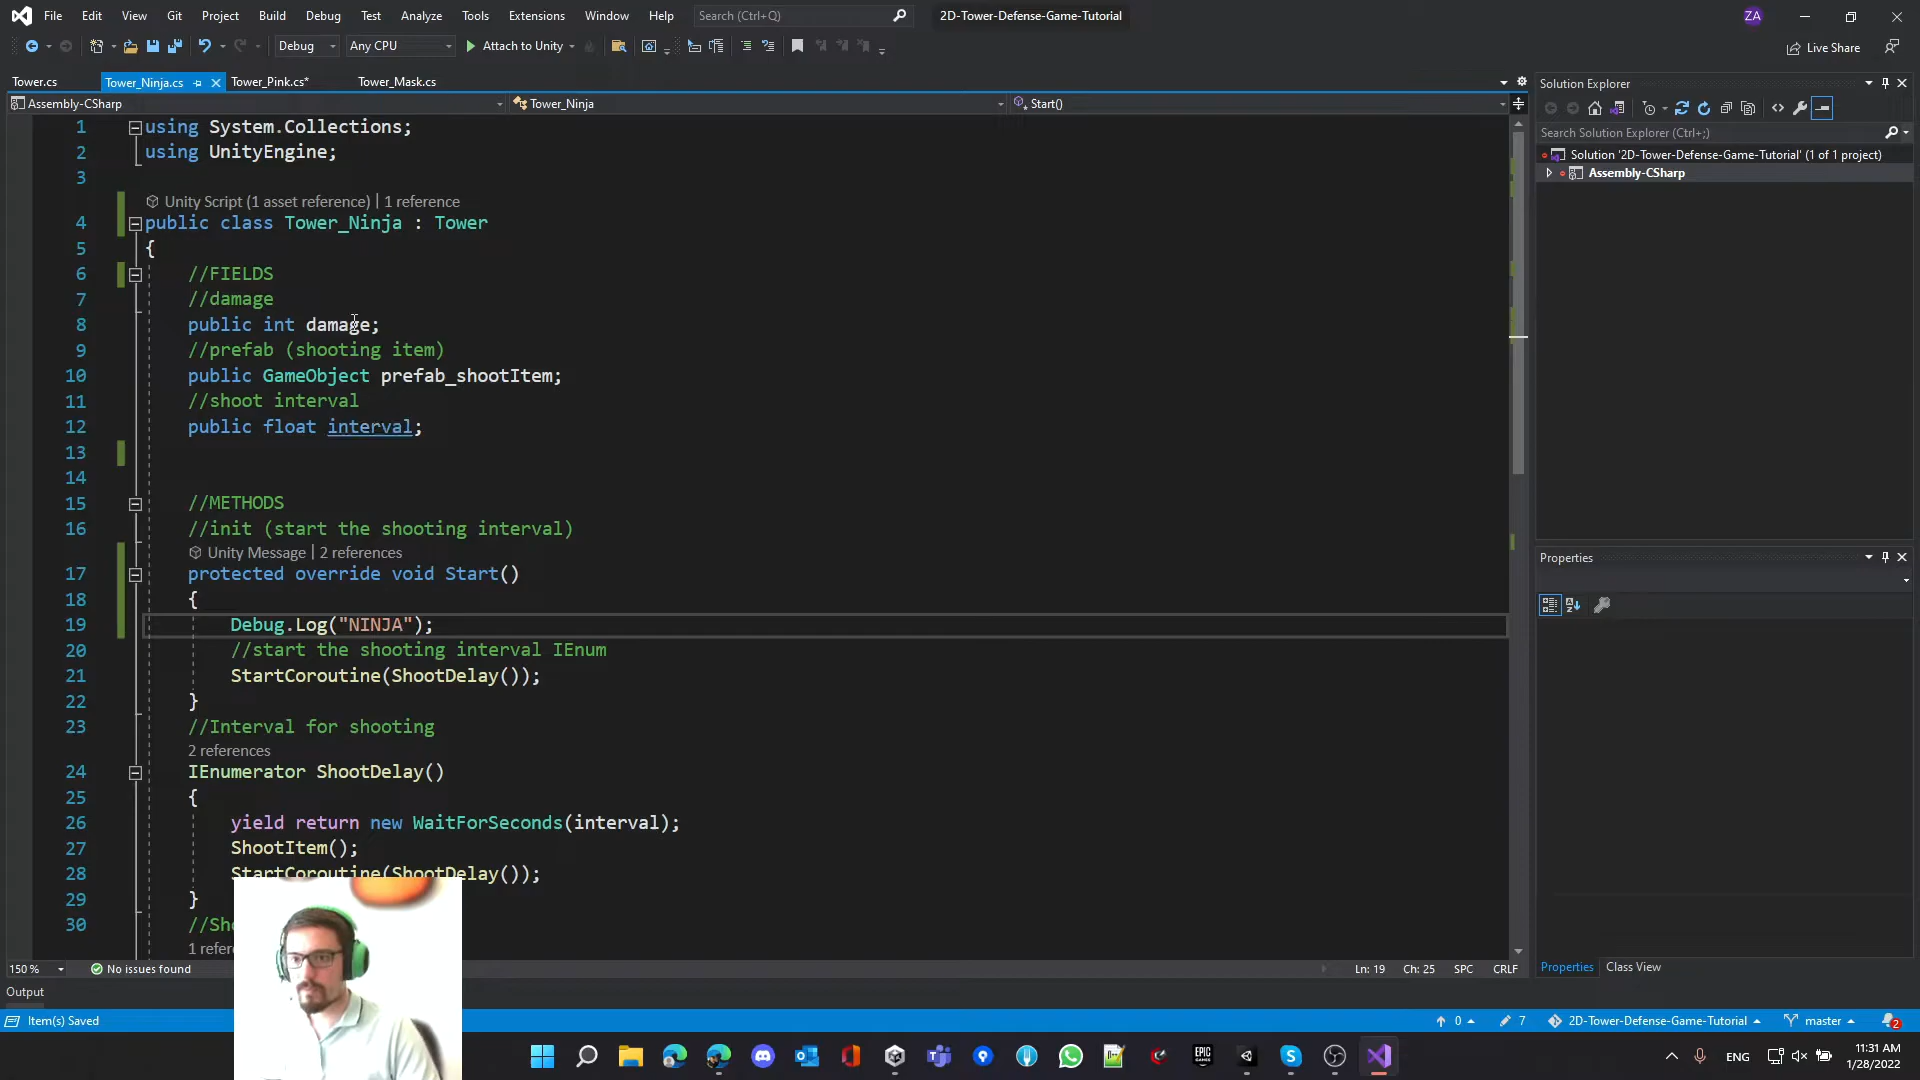 File Edit View Git Project Build Debug Test Analyze Tools Extensions Window Help Search (Ctrl+Q) 2D-Tower-Defense-Game-Tutorial ZA
Debug Any CPU Attach to Unity Live Share
Tower.cs Tower_Ninja.cs Tower_Pink.cs* Tower_Mask.cs
Assembly-CSharp Tower_Ninja Start()
1 using System.Collections;
2 using UnityEngine;
3
Unity Script (1 asset reference) | 1 reference
4 public class Tower_Ninja : Tower
5 {
6 //FIELDS
7 //damage
8 public int damage;
9 //prefab (shooting item)
10 public GameObject prefab_shootItem;
11 //shoot interval
12 public float interval;
13
14
15 //METHODS
16 //init (start the shooting interval)
Unity Message | 2 references
17 protected override void Start()
18 {
19 Debug.Log("NINJA");
20 //start the shooting interval IEnum
21 StartCoroutine(ShootDelay());
22 }
23 //Interval for shooting
2 references
24 IEnumerator ShootDelay()
25 {
26 yield return new WaitForSeconds(interval);
27 ShootItem();
28 StartCoroutine(ShootDelay());
29 }
30
Solution Explorer
Search Solution Explorer (Ctrl+;)
Solution '2D-Tower-Defense-Game-Tutorial' (1 of 1 project)
Assembly-CSharp
Properties
Properties Class View
150 % No issues found Ln: 19 Ch: 25 SPC CRLF
Output
Item(s) Saved 0 7 2D-Tower-Defense-Game-Tutorial master 2
EPIC GAMES ENG 11:31 AM
1/28/2022